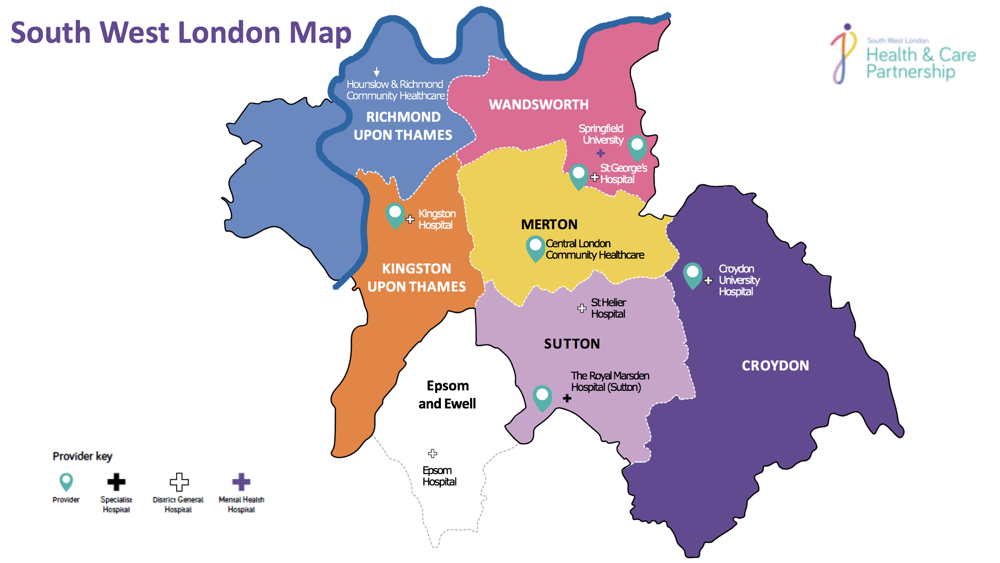 South West London Map
South West London
Health & Care
Partnership
Hounslow & Richmond
Community Healthcare
RICHMOND
UPON THAMES
WANDSWORTH
Springfield
University
St George's
Hospital
Kingston
Hospital
MERTON
Central London
Community Healthcare
KINGSTON
UPON THAMES
Croydon
University
Hospital
St Helier
Hospital
SUTTON
CROYDON
The Royal Marsden
Hospital (Sutton)
Epsom
and Ewell
Epsom
Hospital
Provider key
Provider
Specialist
Hospital
District General
Hospital
Mental Health
Hospital